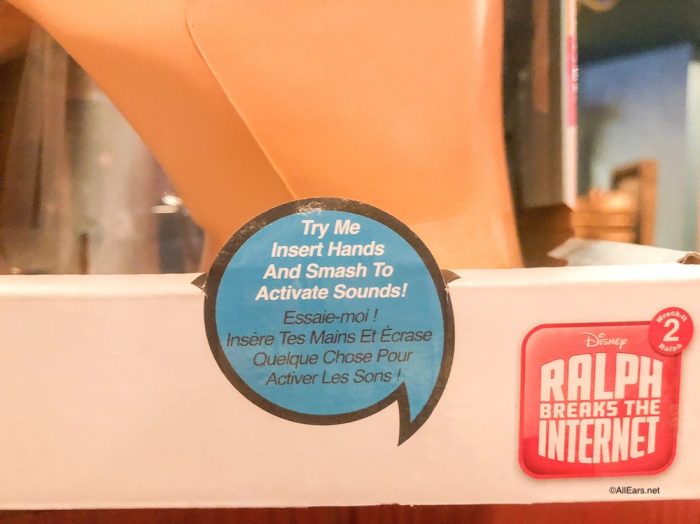 Try Me
Insert Hands
And Smash To
Activate Sounds!
Essaie-moi !
Insère Tes Mains Et Écrase
Quelque Chose Pour
Activer Les Sons !
Wreck-it
2
Ralph
Disney
RALPH
BREAKS THE
INTERNET
©AllEars.net